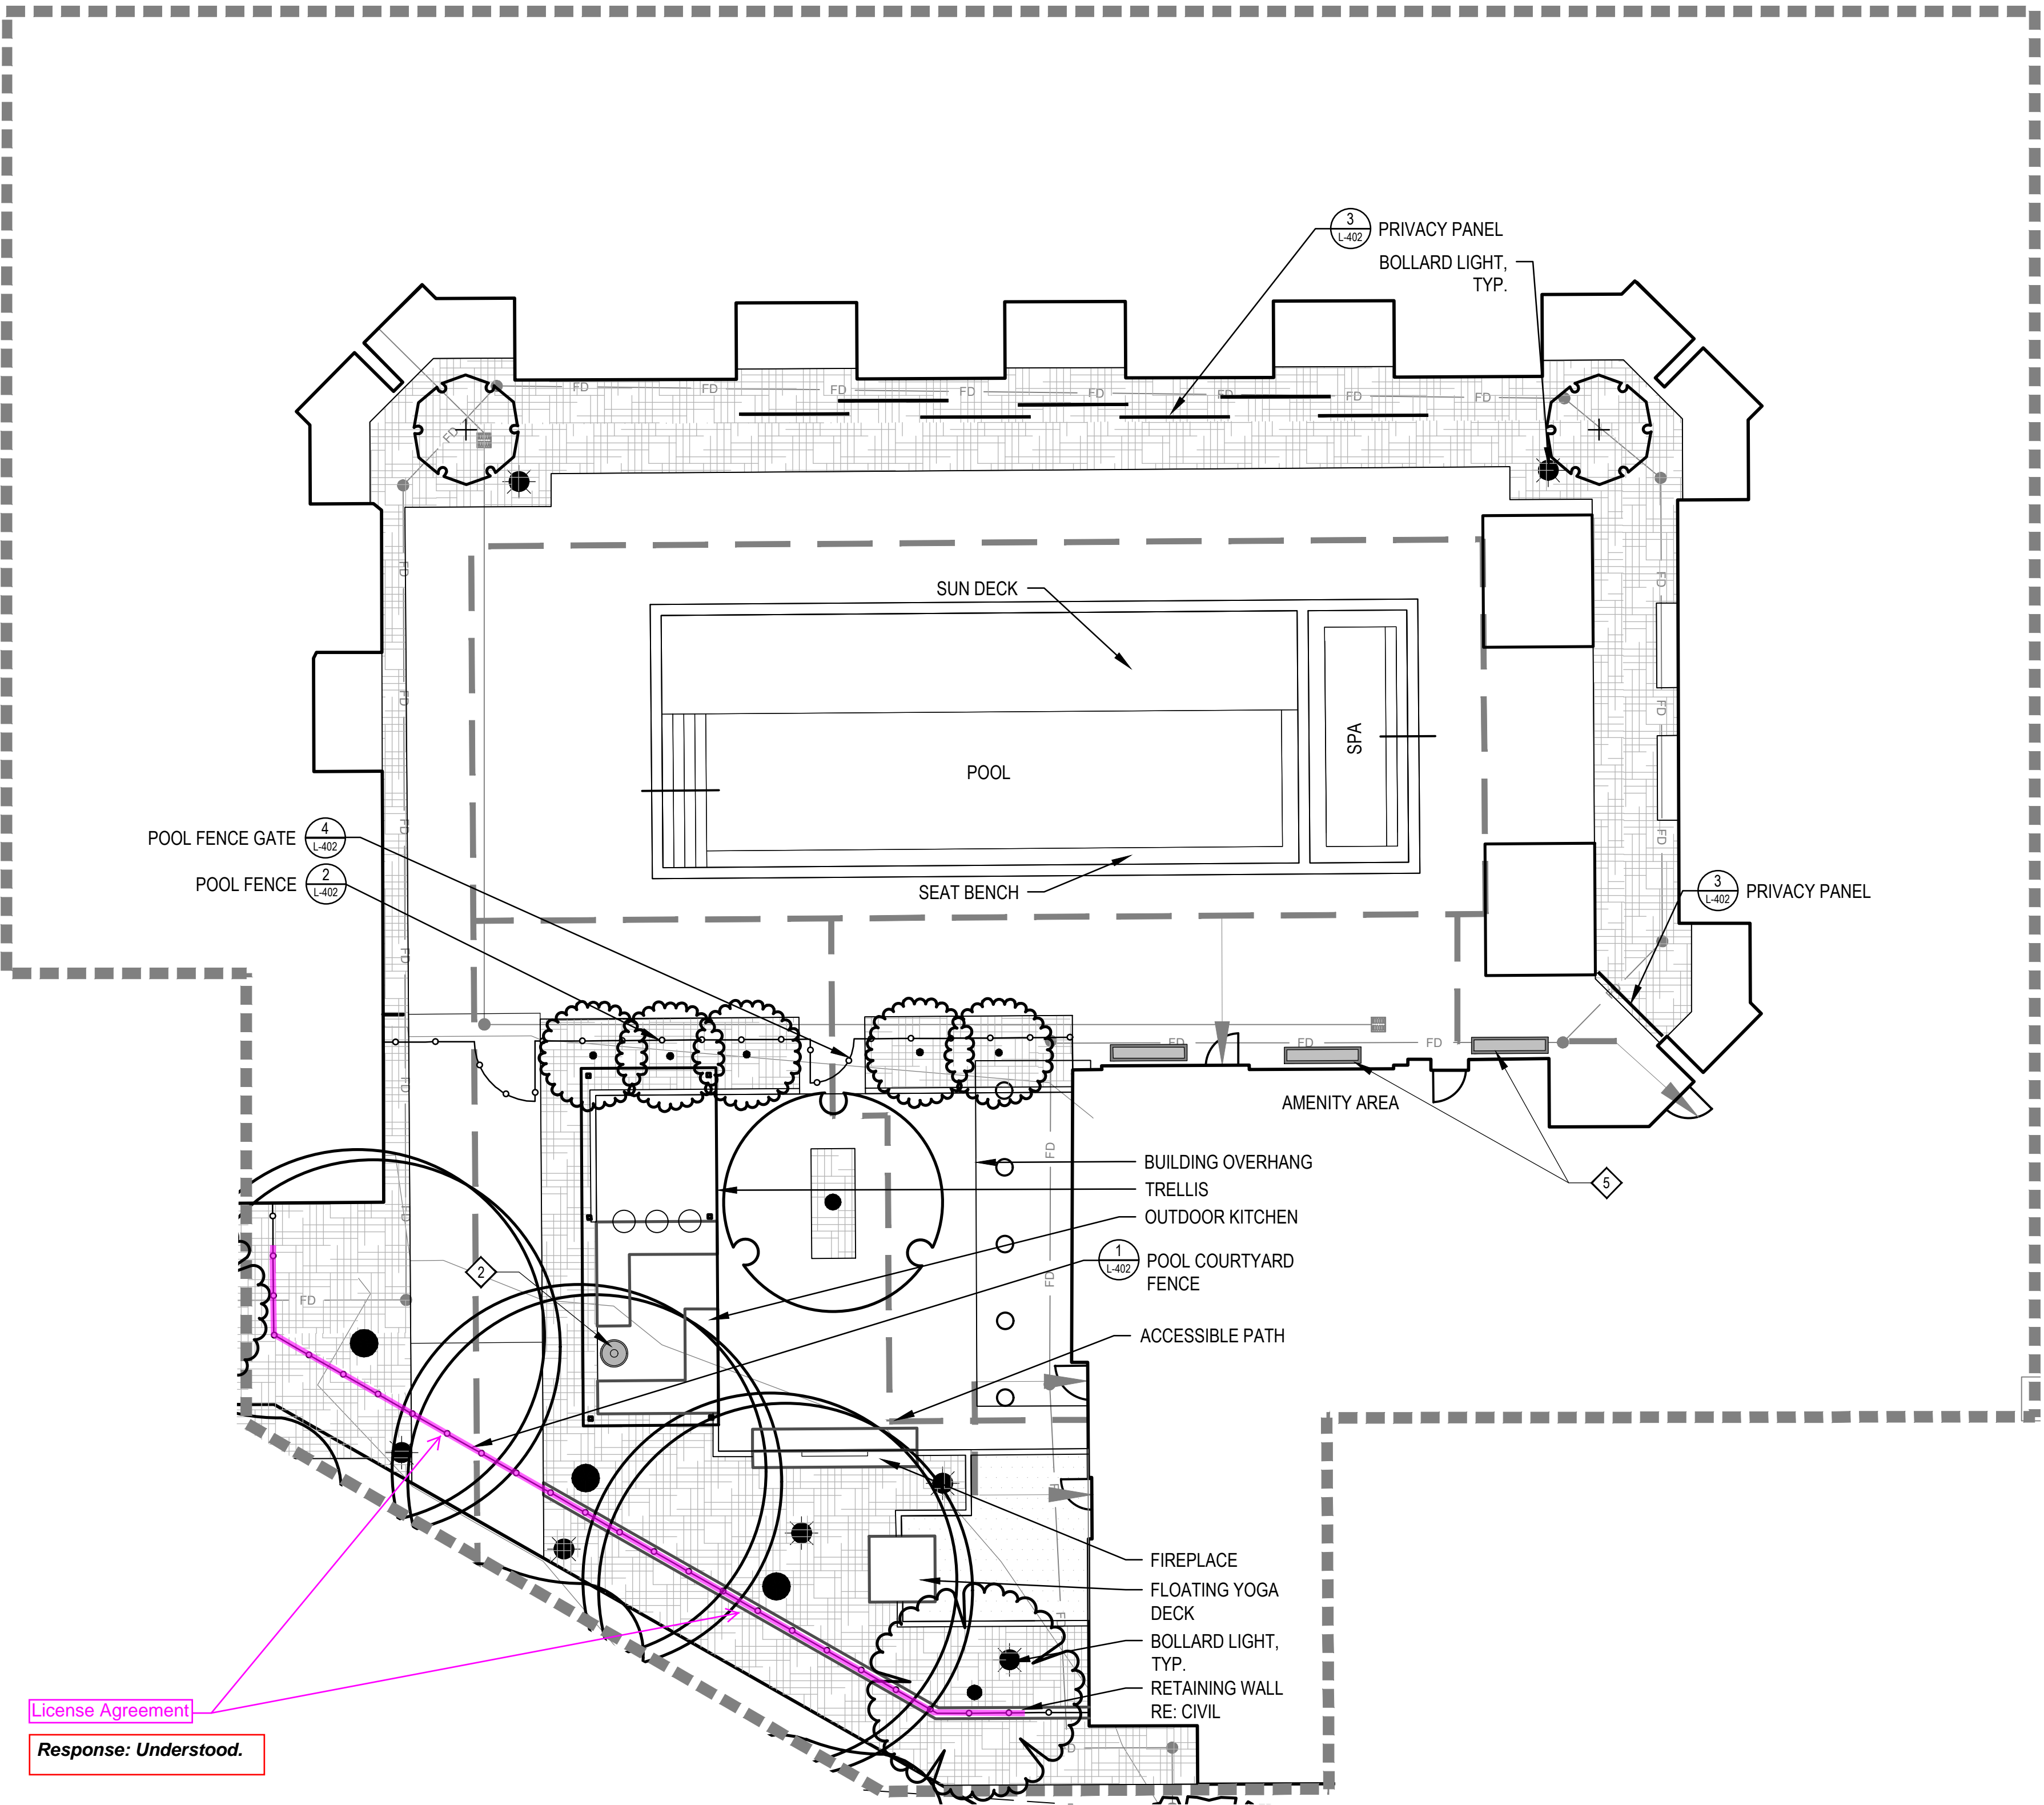 3
L-402
PRIVACY PANEL
BOLLARD LIGHT,
TYP.
FD
FD
FD
FD
FD
FD
FD
FD
FD
FD
FD
SUN DECK
FD
FD
SPA
POOL
FD
FD
POOL FENCE GATE
4
L-402
POOL FENCE
2
L-402
SEAT BENCH
3
L-402
PRIVACY PANEL
FD
FD
FD
FD
FD
FD
AMENITY AREA
FD
BUILDING OVERHANG
TRELLIS
5
OUTDOOR KITCHEN
FD
1
L-402
POOL COURTYARD
FENCE
2
FD
FD
ACCESSIBLE PATH
FIREPLACE
FLOATING YOGA
DECK
BOLLARD LIGHT,
TYP.
RETAINING WALL
RE: CIVIL
License Agreement
Response: Understood.